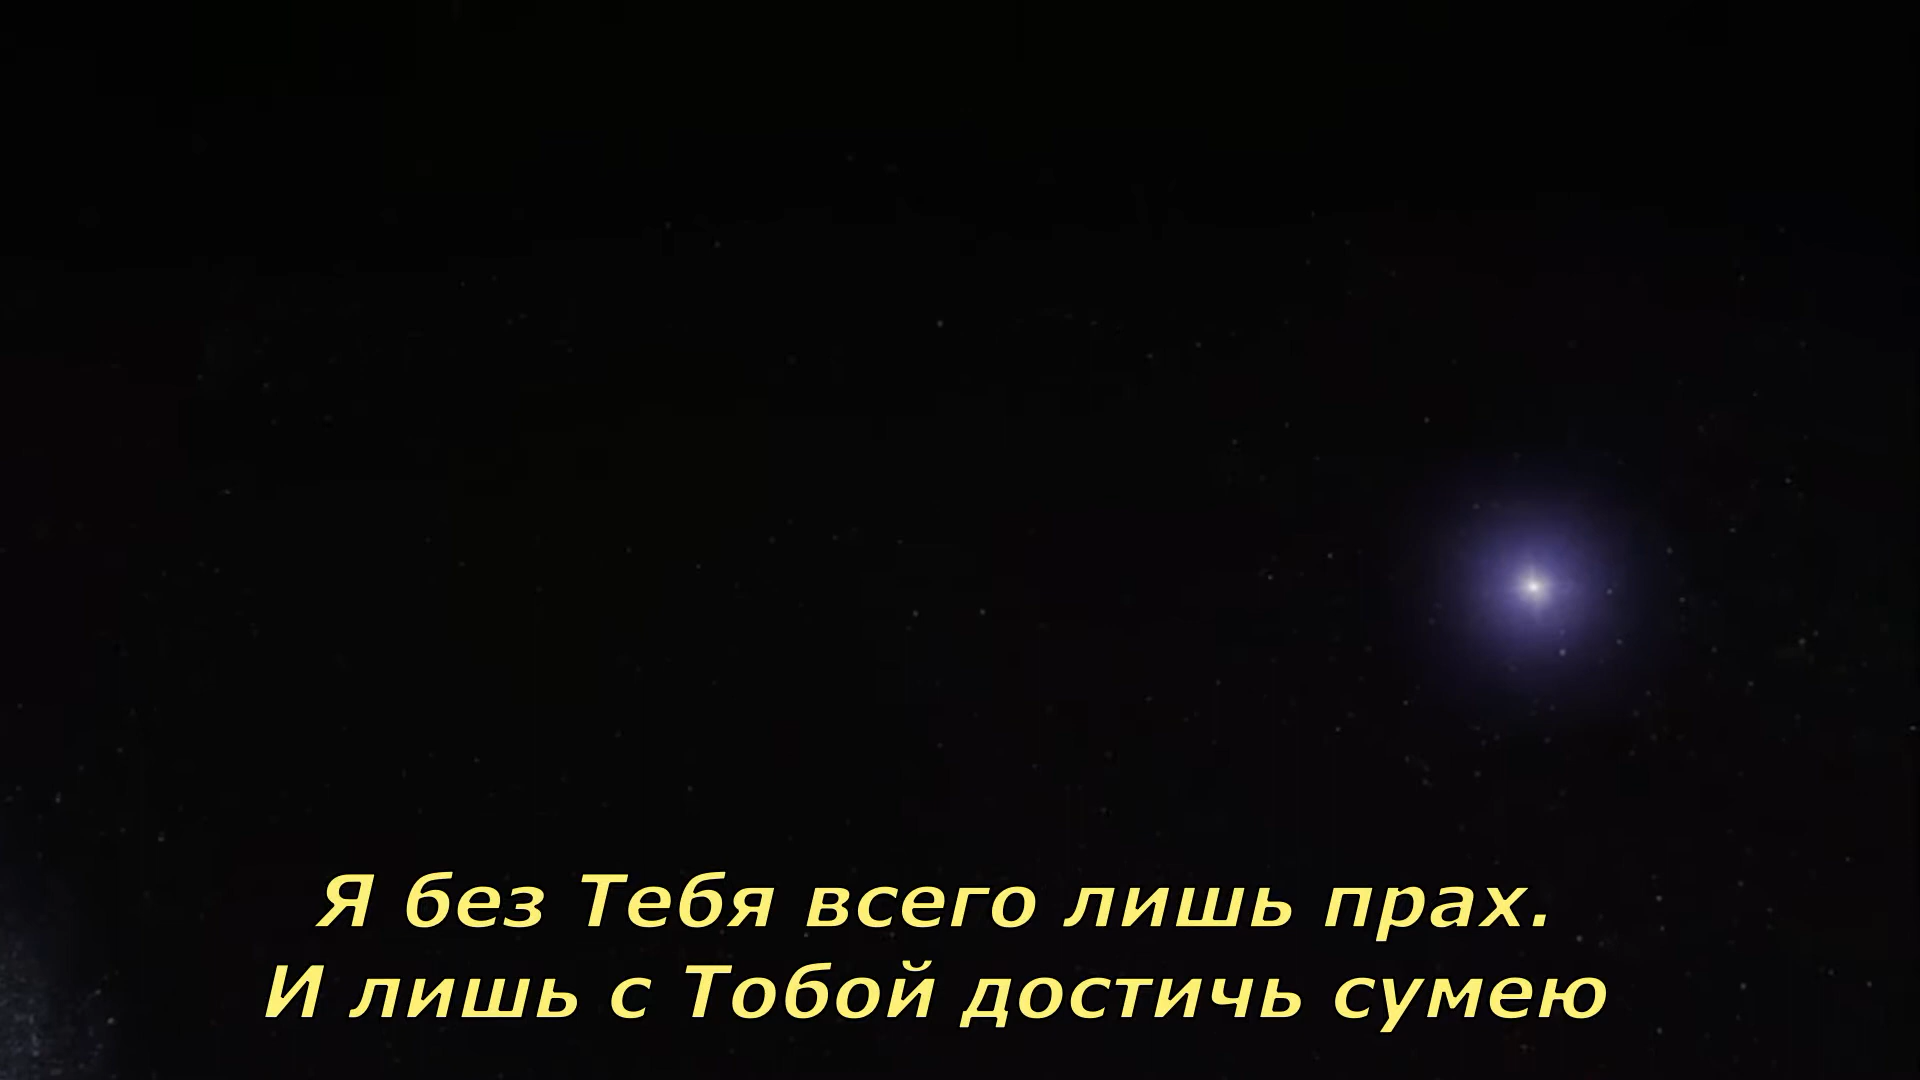 Я без Тебя всего лишь прах.
И лишь с Тобой достичь сумею